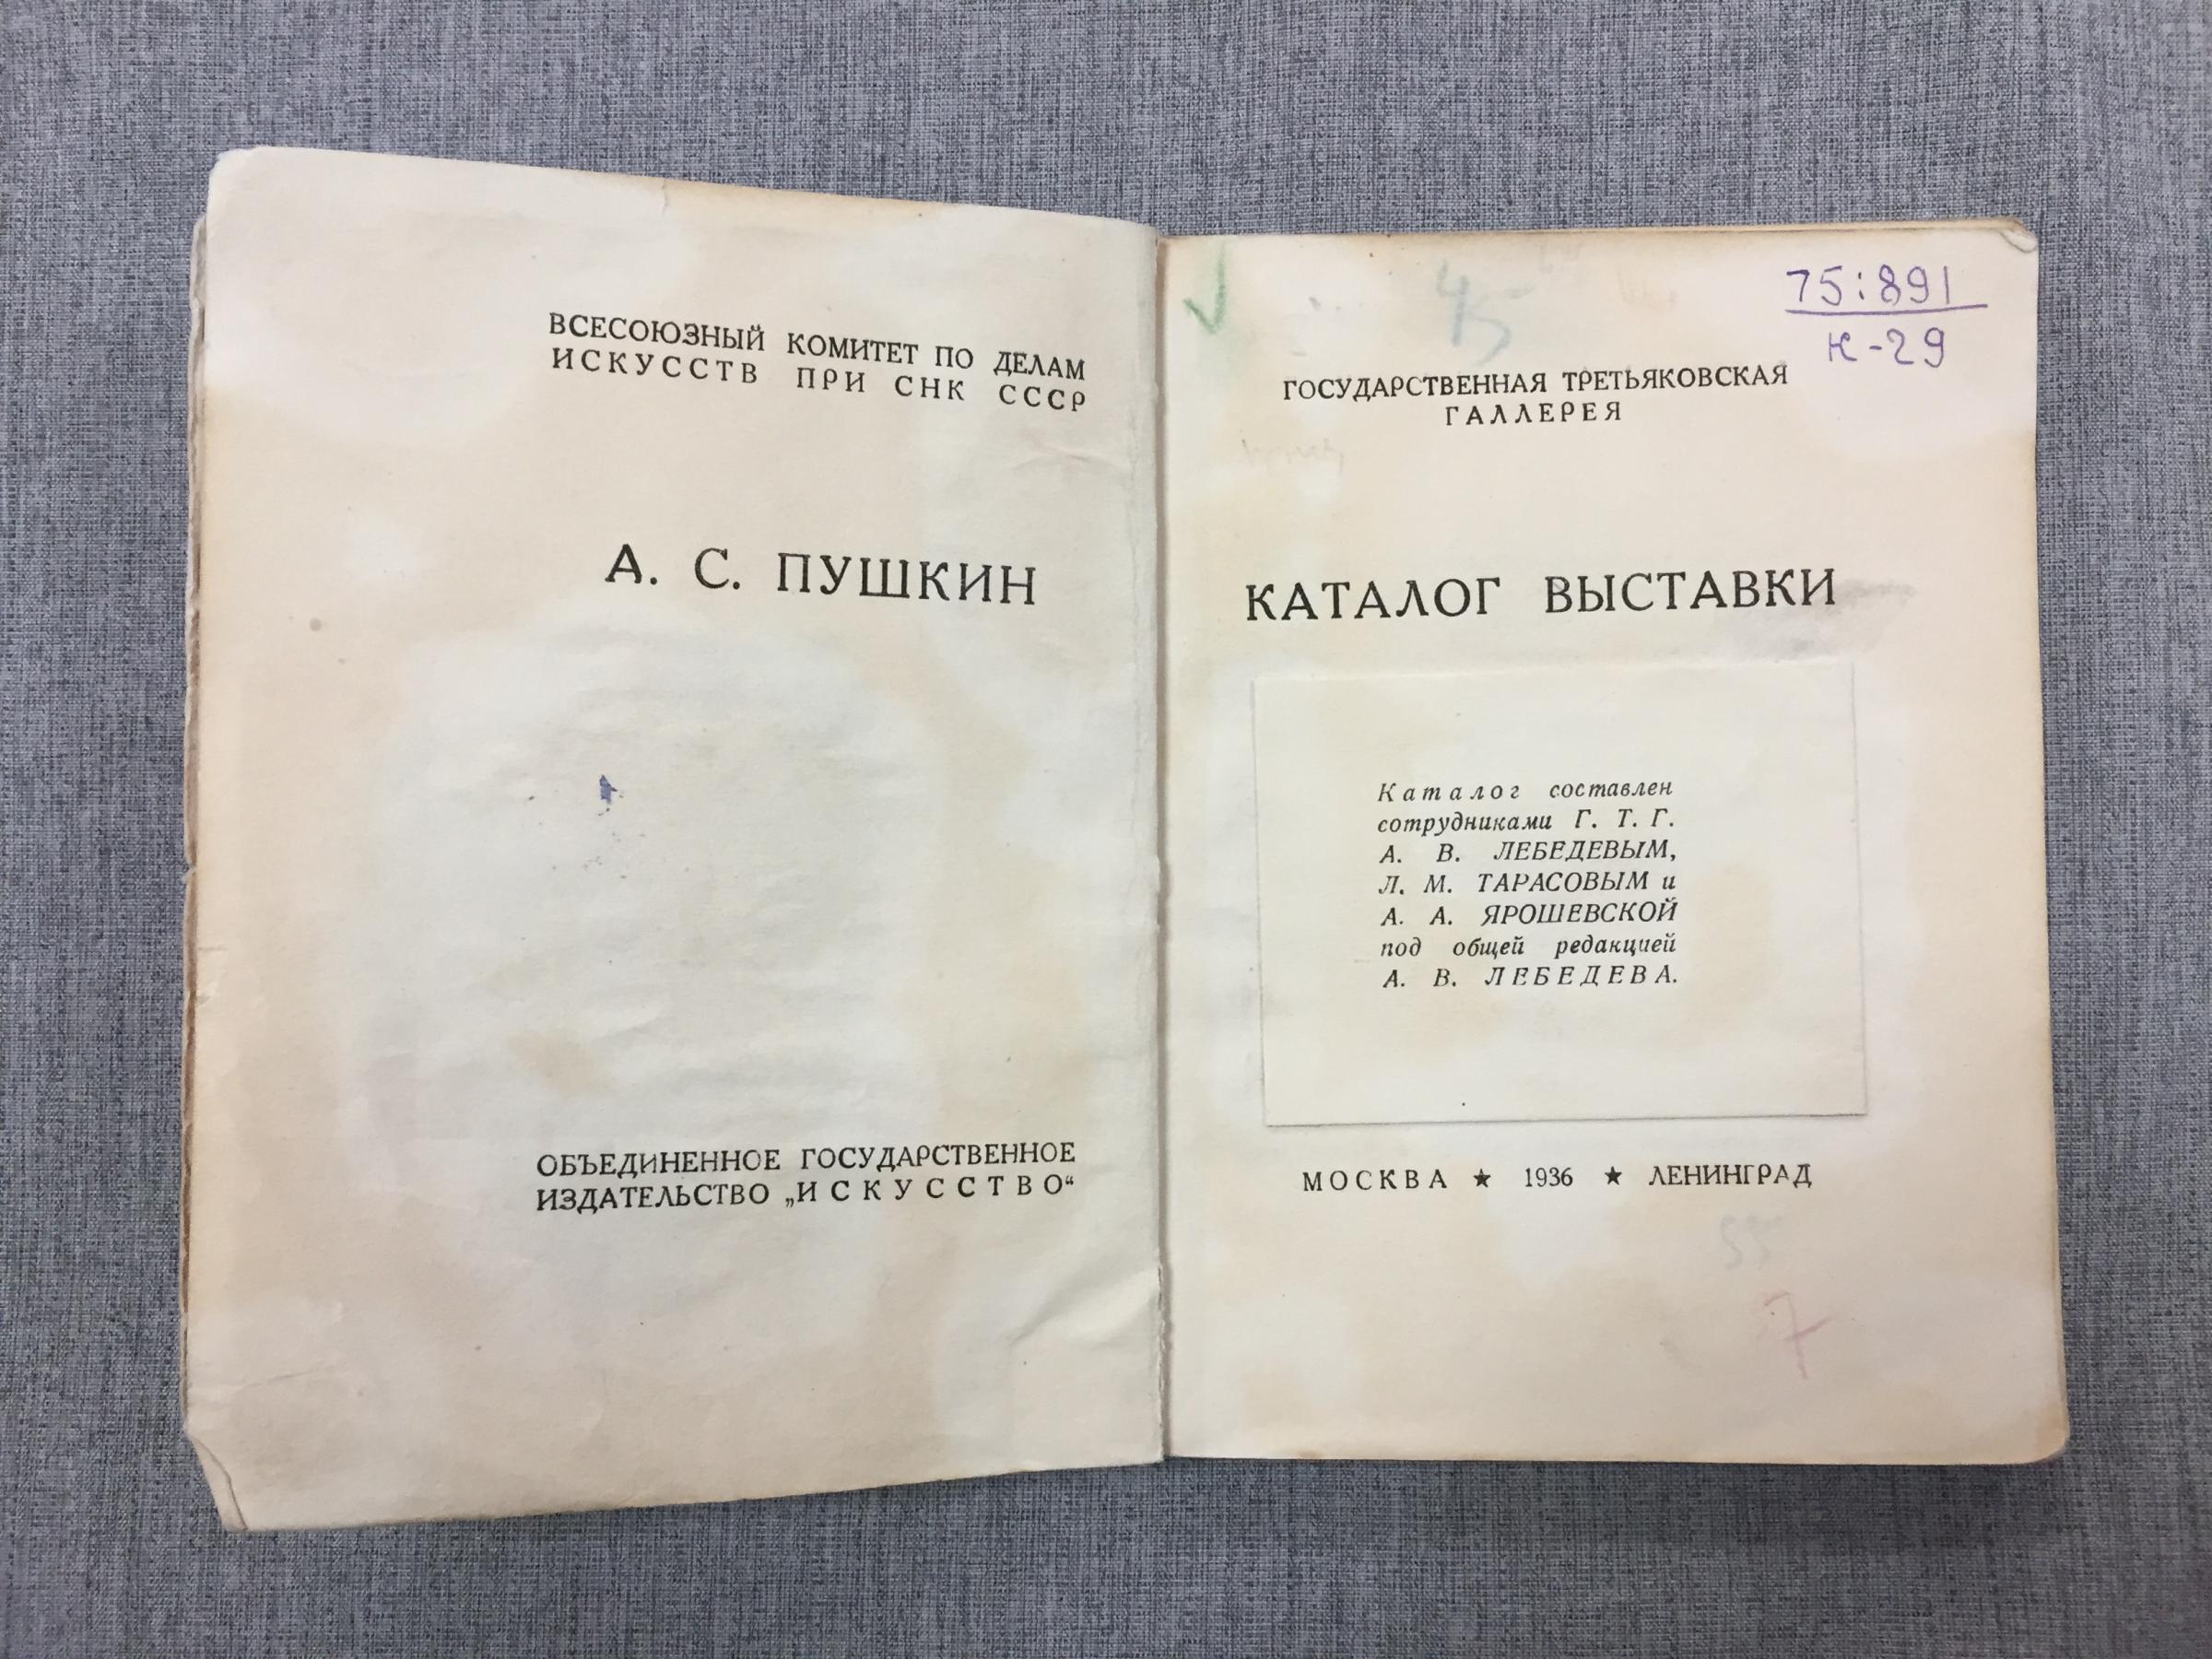 ВСЕСОЮЗНЫЙ КОМИТЕТ ПО ДЕЛАМ
ИСКУССТВ ПРИ СНК СССР
А. С. ПУШКИН
ОБЪЕДИНЕННОЕ ГОСУДАРСТВЕННОЕ
ИЗДАТЕЛЬСТВО „ИСКУССТВО“
45
75:891
К-29
ГОСУДАРСТВЕННАЯ ТРЕТЬЯКОВСКАЯ
ГАЛЛЕРЕЯ
КАТАЛОГ ВЫСТАВКИ
Каталог составлен
сотрудниками Г. Т. Г.
А. В. ЛЕБЕДЕВЫМ,
Л. М. ТАРАСОВЫМ и
А. А. ЯРОШЕВСКОЙ
под общей редакцией
А. В. ЛЕБЕДЕВА.
МОСКВА ★ 1936 ★ ЛЕНИНГРАД